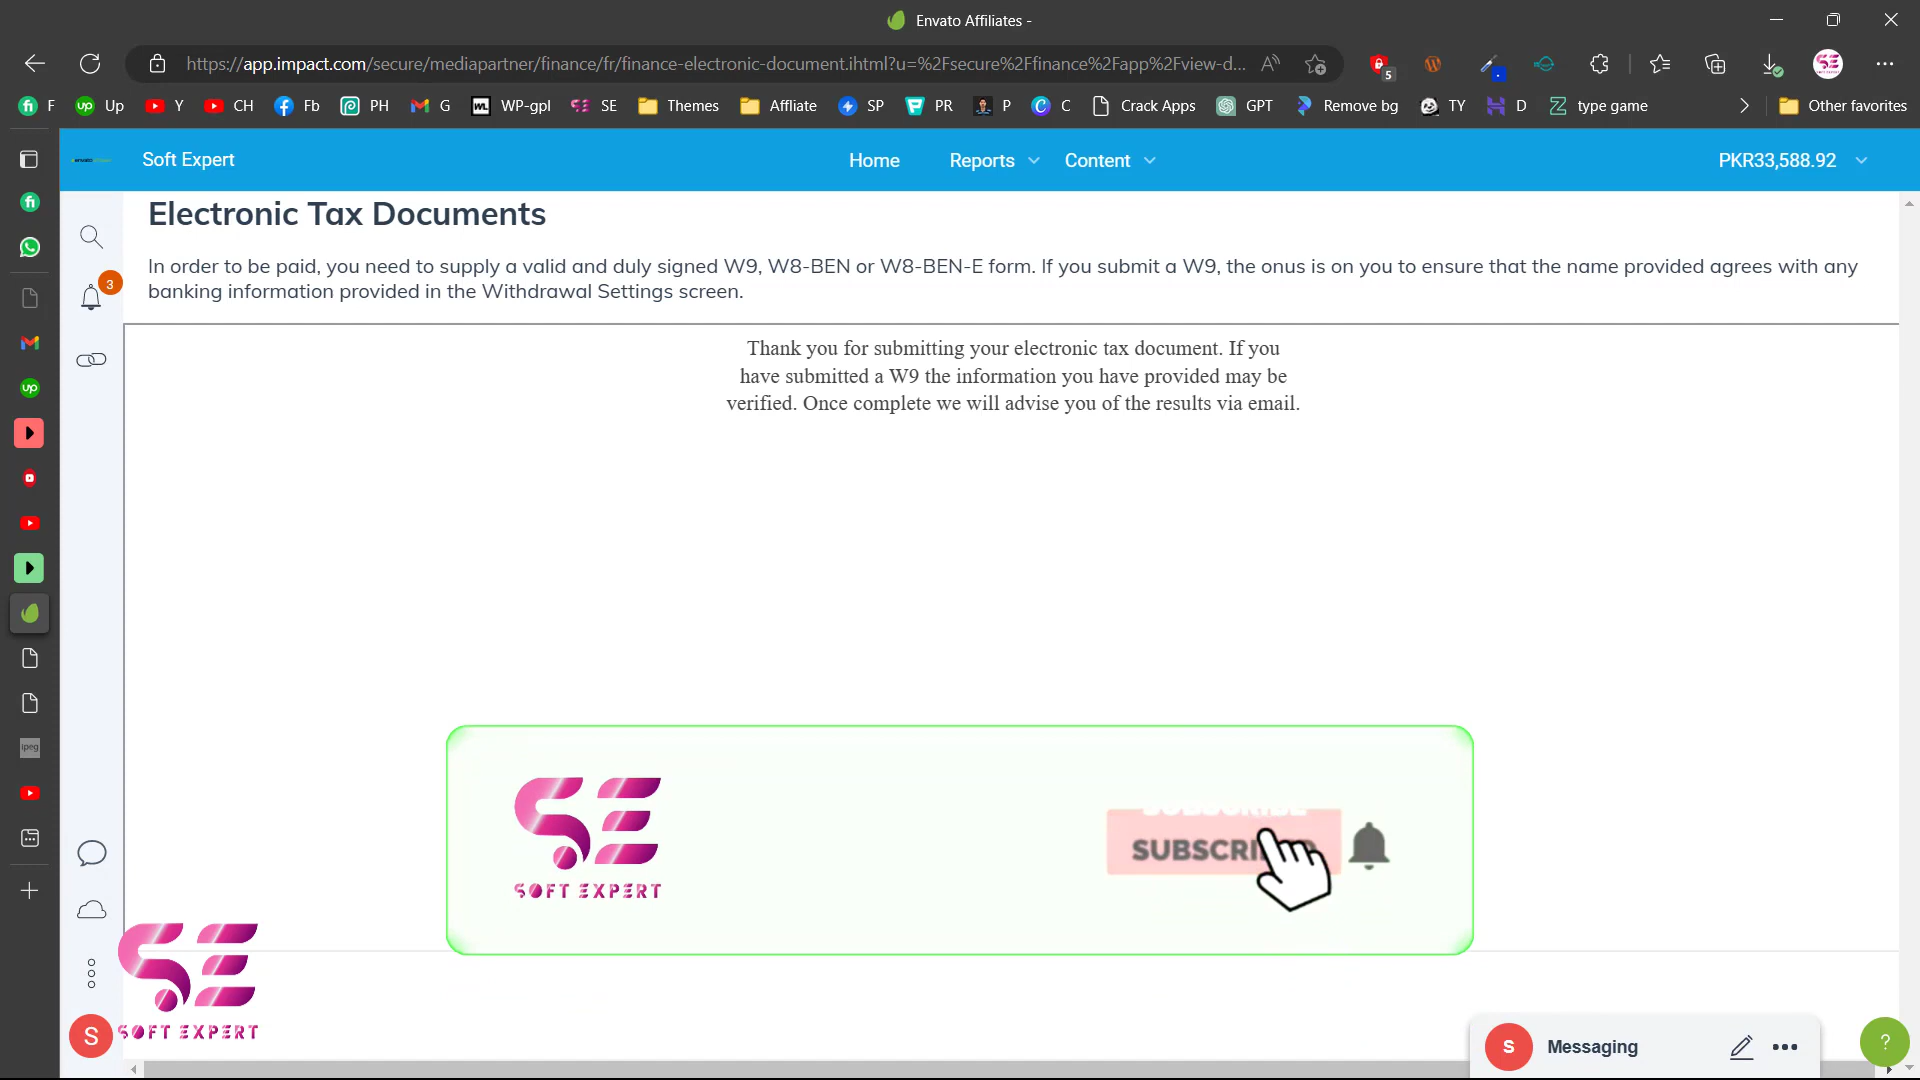 Envato Affiliates -
https://app.impact.com/secure/mediapartner/finance/fr/finance-electronic-document.ihtml?u=%2Fsecure%2Ffinance%2Fapp%2Fview-d...
5
F Up Y CH Fb PH G WP-gpl SE Themes Affliate SP PR P C Crack Apps GPT Remove bg TY D type game Other favorites
Soft Expert Home Reports Content PKR33,588.92
Electronic Tax Documents
In order to be paid, you need to supply a valid and duly signed W9, W8-BEN or W8-BEN-E form. If you submit a W9, the onus is on you to ensure that the name provided agrees with any
banking information provided in the Withdrawal Settings screen.
3
Thank you for submitting your electronic tax document. If you
have submitted a W9 the information you have provided may be
verified. Once complete we will advise you of the results via email.
SE
SOFT EXPERT
SE
SOFT EXPERT
S
S Messaging
?